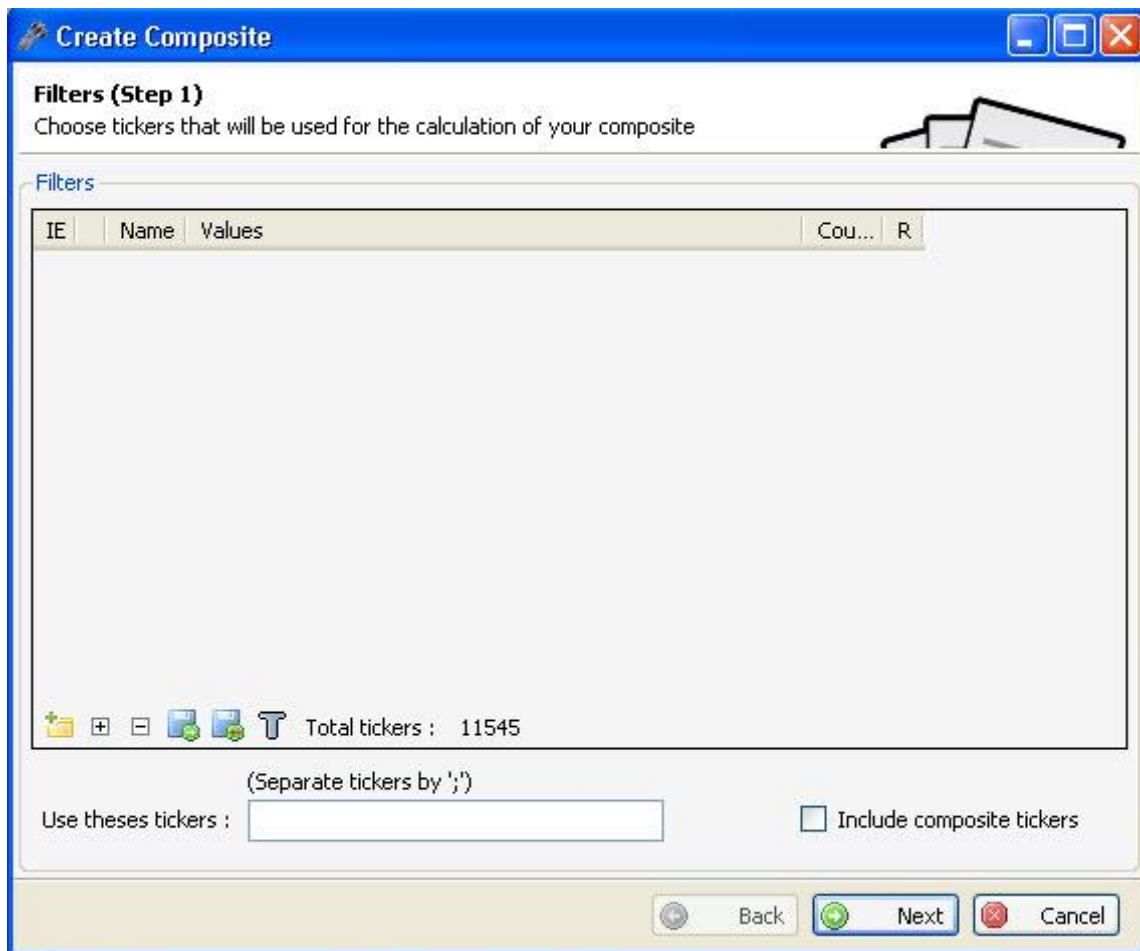 Create Composite
Filters (Step 1)
Choose tickers that will be used for the calculation of your composite
Filters
IE Name Values Cou... R
Total tickers : 11545
(Separate tickers by ';')
Use theses tickers :
Include composite tickers
Back Next Cancel